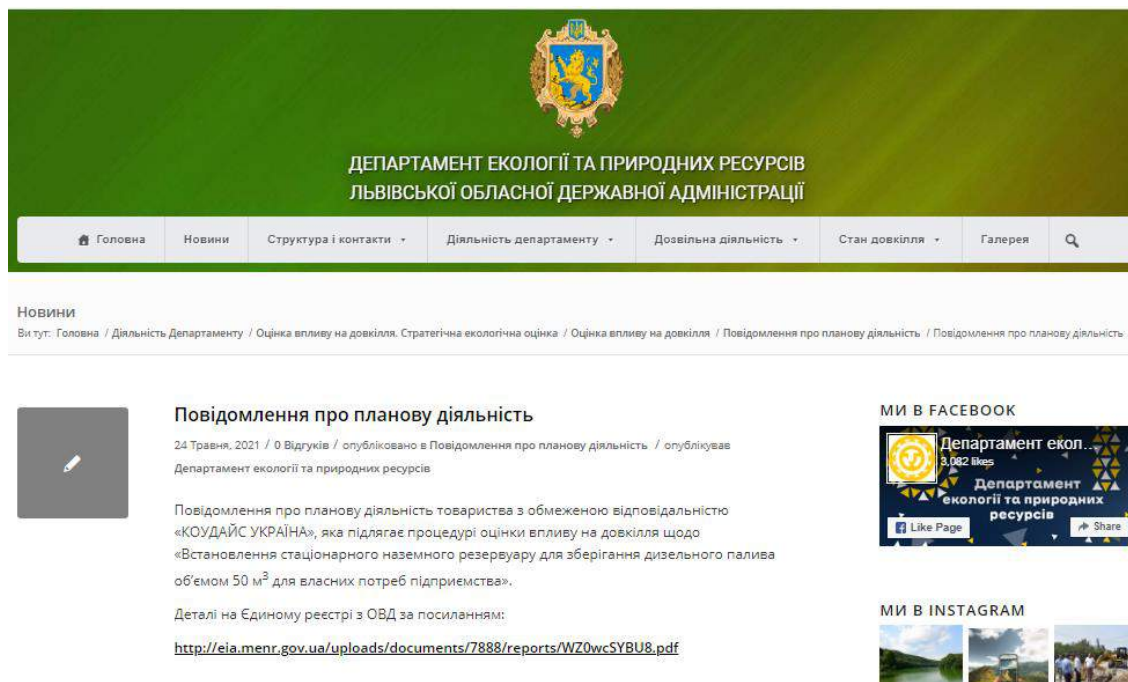 ДЕПАРТАМЕНТ ЕКОЛОГІЇ ТА ПРИРОДНИХ РЕСУРСІВ
ЛЬВІВСЬКОЇ ОБЛАСНОЇ ДЕРЖАВНОЇ АДМІНІСТРАЦІЇ
Головна Новини Структура і контакти Діяльність департаменту Дозвільна діяльність Стан довкілля Галерея
Новини
Ви тут: Головна / Діяльність Департаменту / Оцінка впливу на довкілля. Стратегічна екологічна оцінка / Оцінка впливу на довкілля / Повідомлення про планову діяльність / Повідомлення про планову діяльність
Повідомлення про планову діяльність
24 Травня, 2021 / 0 Відгуків / опубліковано в Повідомлення про планову діяльність / опублікував
Департамент екології та природних ресурсів
Повідомлення про планову діяльність товариства з обмеженою відповідальністю
«КОУДАЙС УКРАЇНА», яка підлягає процедурі оцінки впливу на довкілля щодо
«Встановлення стаціонарного наземного резервуару для зберігання дизельного палива
об’ємом 50 м³ для власних потреб підприємства».
Деталі на Єдиному реєстрі з ОВД за посиланням:
http://eia.menr.gov.ua/uploads/documents/7888/reports/WZ0wcSYBU8.pdf
МИ В FACEBOOK
Департамент екол...
3,082 likes
Департамент
екології та природних
ресурсів
Like Page Share
МИ В INSTAGRAM